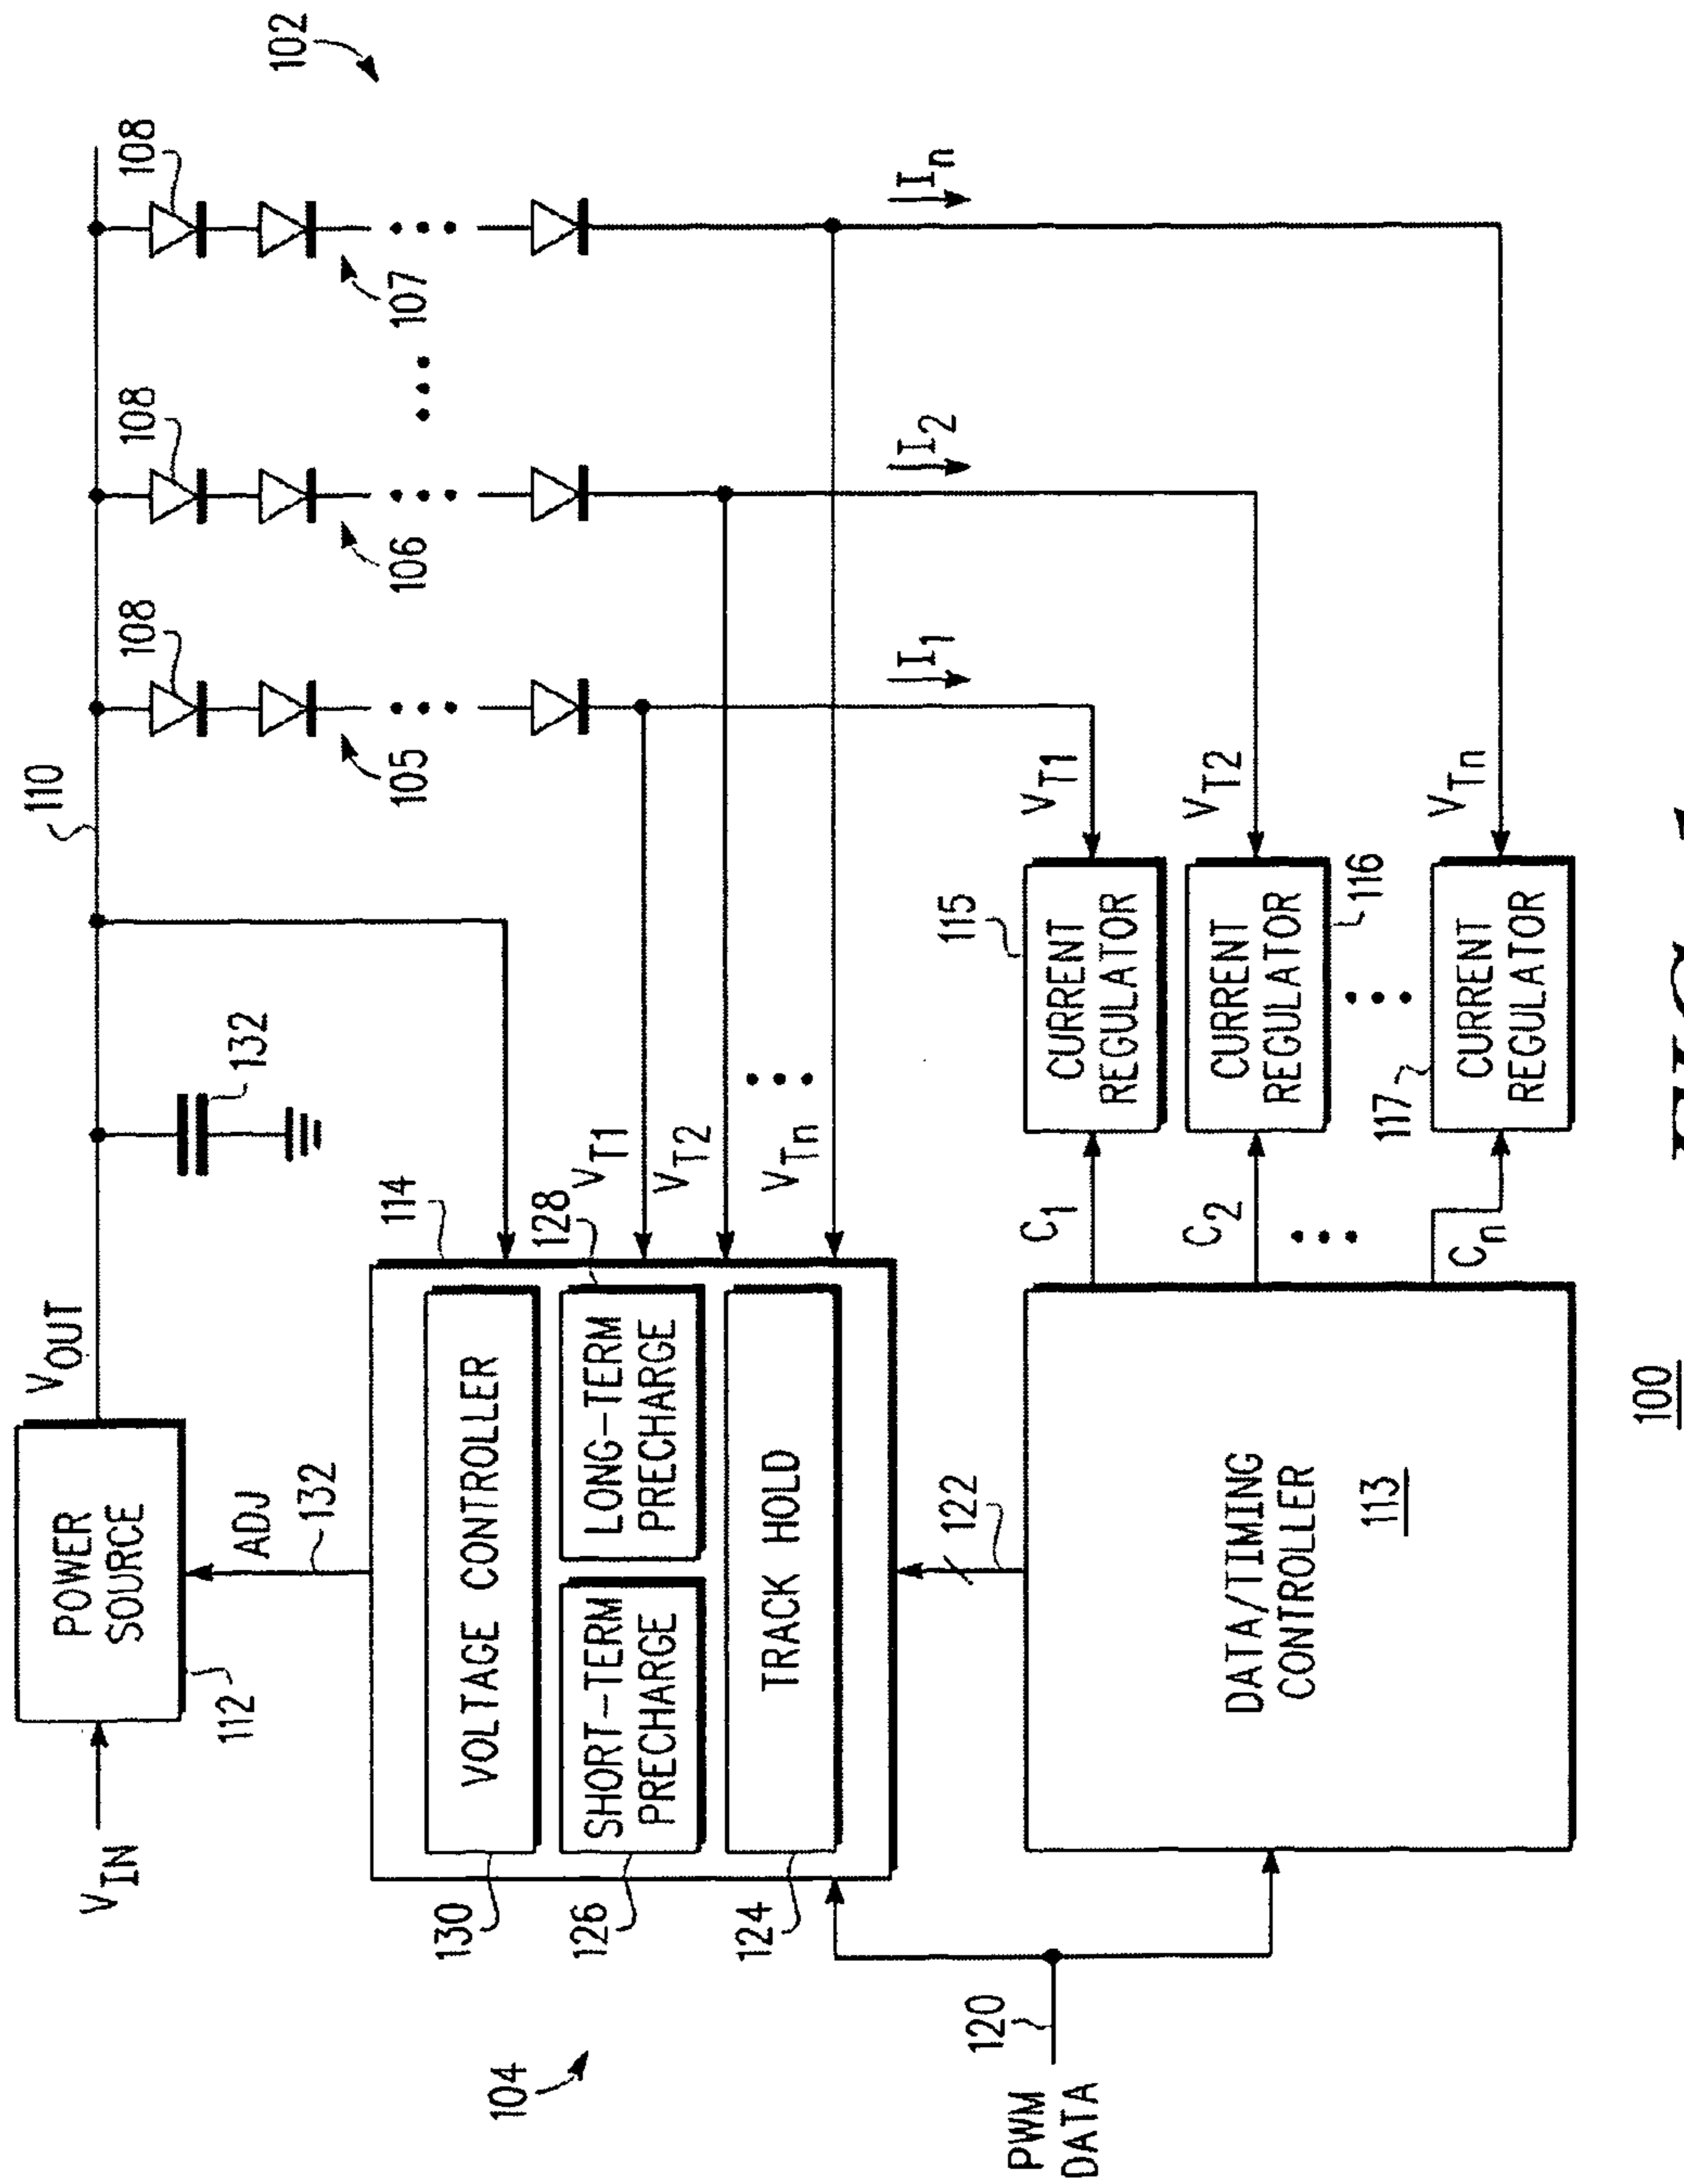 102
V_IN
POWER
SOURCE
112
V_OUT
110
108
108
108
ADJ
132
132
105
106
107
104
114
VOLTAGE CONTROLLER
130
SHORT-TERM
PRECHARGE
126
LONG-TERM
PRECHARGE
128
TRACK HOLD
124
V_T1
V_T2
V_Tn
I_1
I_2
I_n
122
PWM
DATA
120
DATA/TIMING
CONTROLLER
113
C_1
C_2
C_n
115
CURRENT
REGULATOR
V_T1
CURRENT
REGULATOR
116
V_T2
117
CURRENT
REGULATOR
V_Tn
100